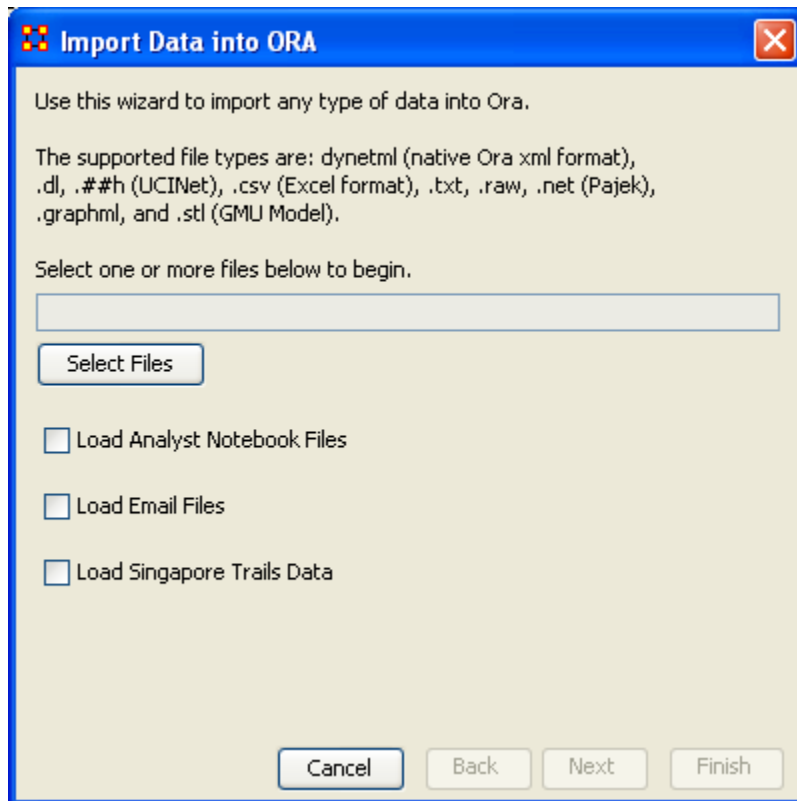 Import Data into ORA
Use this wizard to import any type of data into Ora.
The supported file types are: dynetml (native Ora xml format),
.dl, .##h (UCINet), .csv (Excel format), .txt, .raw, .net (Pajek),
.graphml, and .stl (GMU Model).
Select one or more files below to begin.
Select Files
Load Analyst Notebook Files
Load Email Files
Load Singapore Trails Data
Cancel Back Next Finish